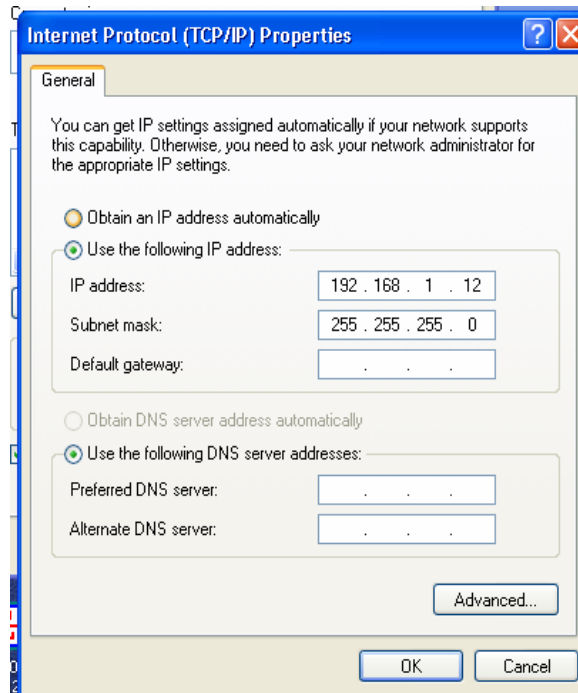 Internet Protocol (TCP/IP) Properties
General
You can get IP settings assigned automatically if your network supports
this capability. Otherwise, you need to ask your network administrator for
the appropriate IP settings.
Obtain an IP address automatically
Use the following IP address:
IP address: 192 . 168 . 1 . 12
Subnet mask: 255 . 255 . 255 . 0
Default gateway: . . .
Obtain DNS server address automatically
Use the following DNS server addresses:
Preferred DNS server: . . .
Alternate DNS server: . . .
Advanced...
OK Cancel